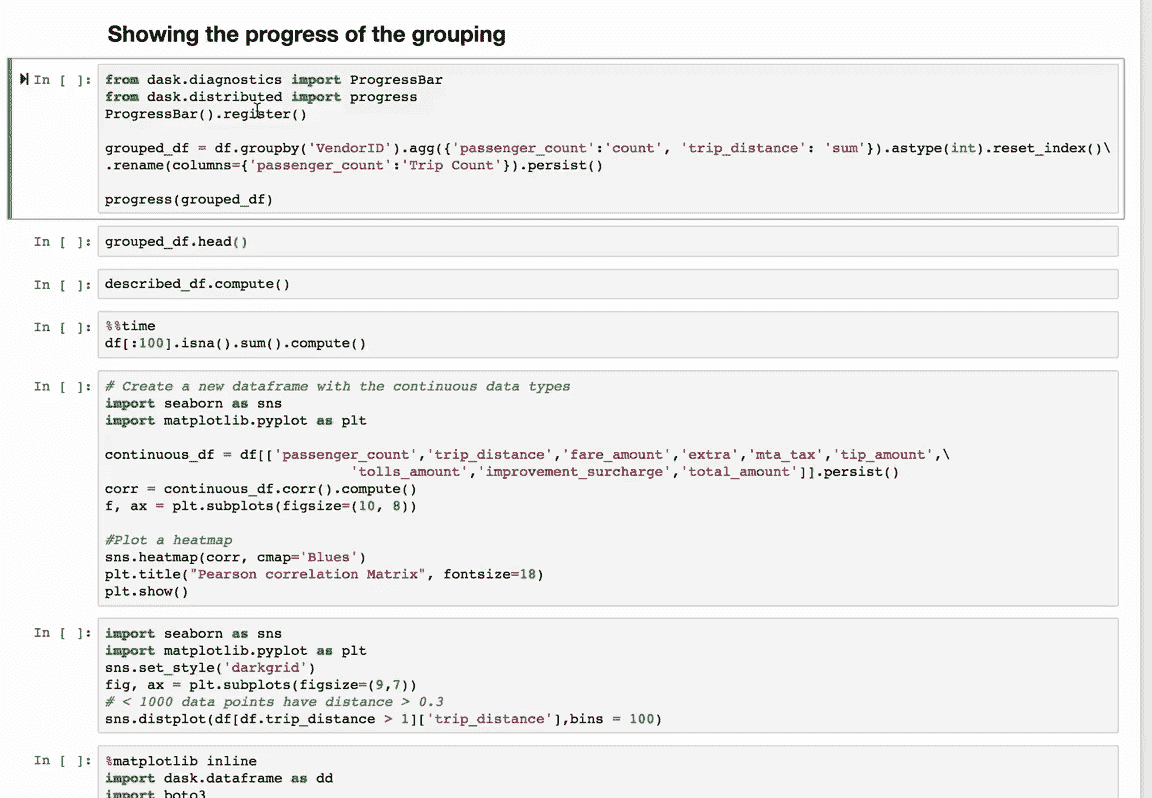 Showing the progress of the grouping
In [ ]: from dask.diagnostics import ProgressBar
from dask.distributed import progress
ProgressBar().register()
grouped_df = df.groupby('VendorID').agg({'passenger_count':'count', 'trip_distance': 'sum'}).astype(int).reset_index()\
.rename(columns={'passenger_count':'Trip Count'}).persist()
progress(grouped_df)
In [ ]: grouped_df.head()
In [ ]: described_df.compute()
In [ ]: %%time
df[:100].isna().sum().compute()
In [ ]: # Create a new dataframe with the continuous data types
import seaborn as sns
import matplotlib.pyplot as plt
continuous_df = df[['passenger_count','trip_distance','fare_amount','extra','mta_tax','tip_amount',\
'tolls_amount','improvement_surcharge','total_amount']].persist()
corr = continuous_df.corr().compute()
f, ax = plt.subplots(figsize=(10, 8))
#Plot a heatmap
sns.heatmap(corr, cmap='Blues')
plt.title("Pearson correlation Matrix", fontsize=18)
plt.show()
In [ ]: import seaborn as sns
import matplotlib.pyplot as plt
sns.set_style('darkgrid')
fig, ax = plt.subplots(figsize=(9,7))
# < 1000 data points have distance > 0.3
sns.distplot(df[df.trip_distance > 1]['trip_distance'],bins = 100)
In [ ]: %matplotlib inline
import dask.dataframe as dd
import boto3